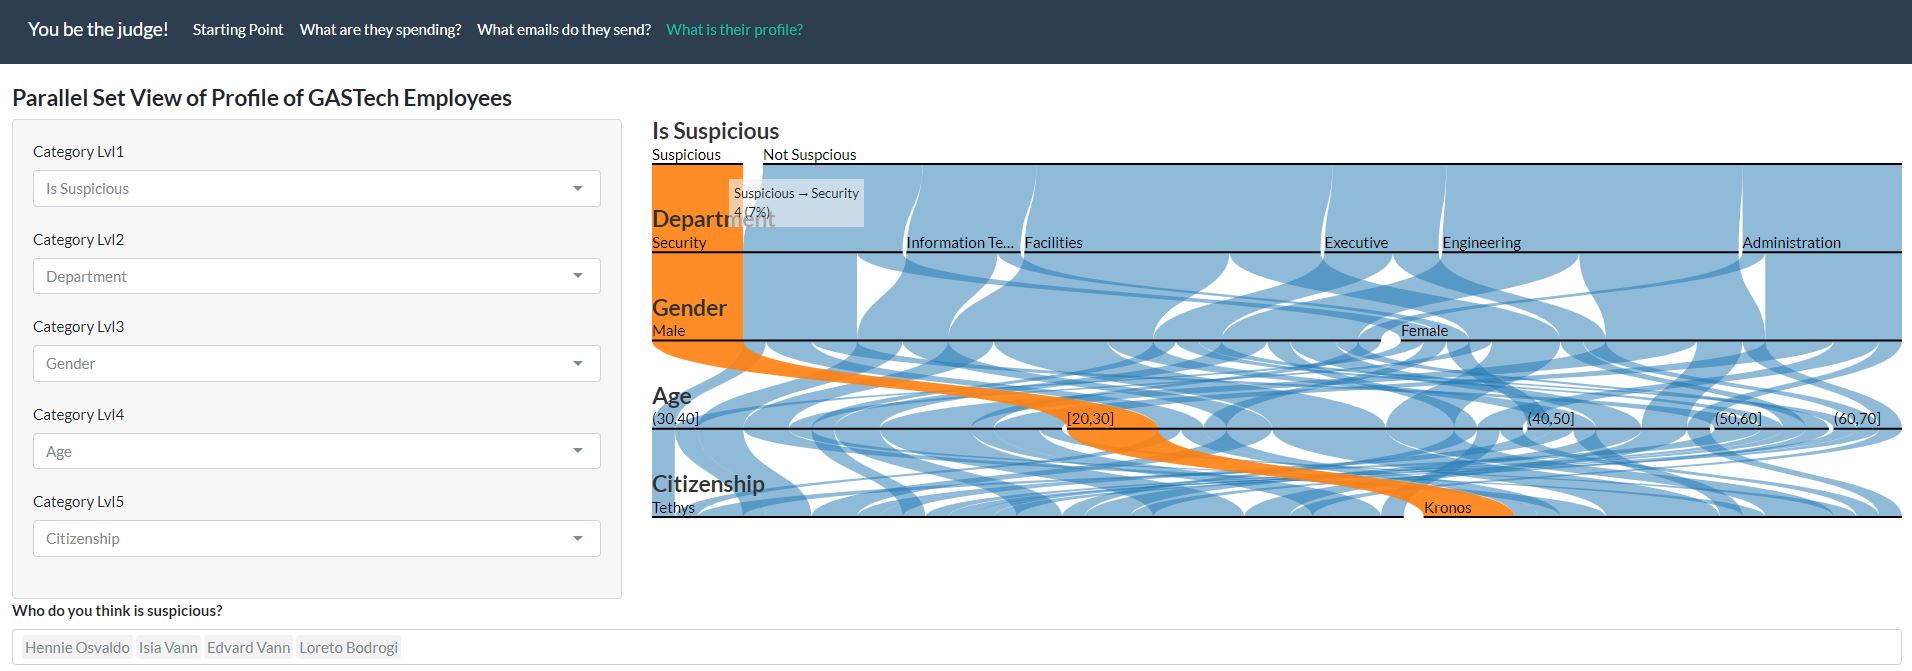 You be the judge! Starting Point What are they spending? What emails do they send? What is their profile?
Parallel Set View of Profile of GASTech Employees
Category Lvl1
Is Suspicious
Category Lvl2
Department
Category Lvl3
Gender
Category Lvl4
Age
Category Lvl5
Citizenship
Is Suspicious
Suspicious Not Suspcious
Suspicious → Security
4 (7%)
Department
Security Information Te... Facilities Executive Engineering Administration
Gender
Male Female
Age
(30,40] [20,30] (40,50] (50,60] (60,70]
Citizenship
Tethys Kronos
Who do you think is suspicious?
Hennie Osvaldo Isia Vann Edvard Vann Loreto Bodrogi